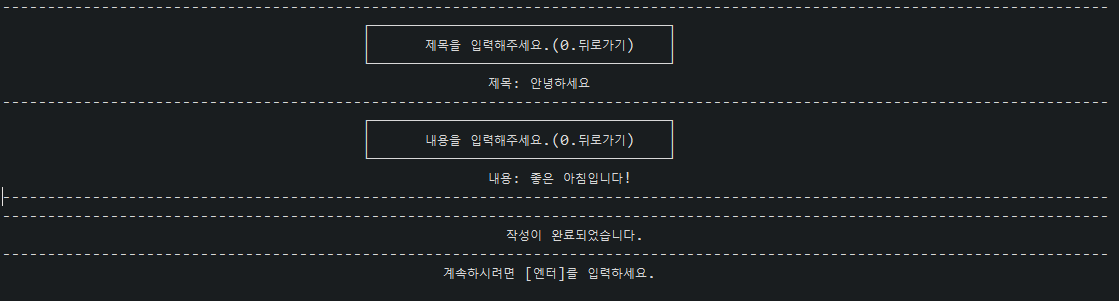 제목을 입력해주세요.(0.뒤로가기)
제목: 안녕하세요
내용을 입력해주세요.(0.뒤로가기)
내용: 좋은 아침입니다!
작성이 완료되었습니다.
계속하시려면 [엔터]를 입력하세요.